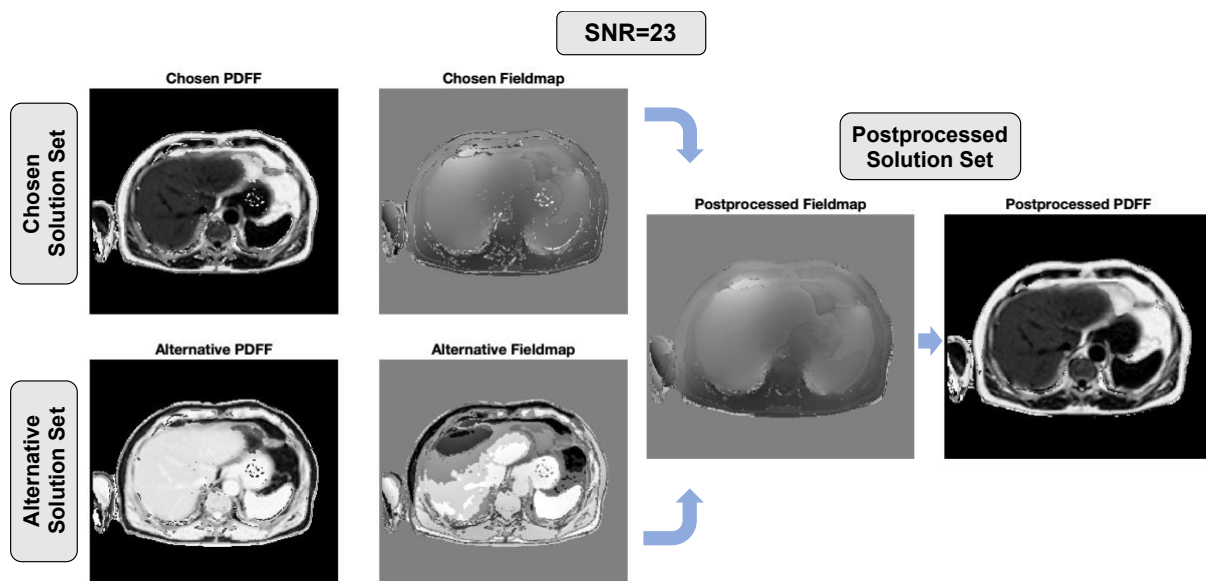 SNR=23
Chosen PDFF
Chosen Fieldmap
Chosen
Solution Set
Postprocessed
Solution Set
Postprocessed Fieldmap
Postprocessed PDFF
Alternative PDFF
Alternative Fieldmap
Alternative
Solution Set